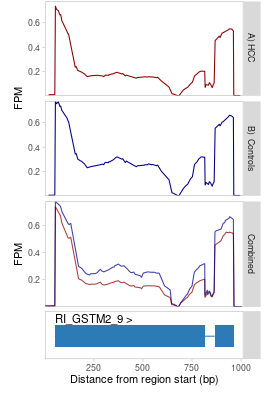 0.6
0.4
0.2
FPM
A) HCC
0.6
0.4
0.2
B) Controls
0.6
0.4
0.2
FPM
Combined
RI_GSTM2_9 >
250
500
750
1000
Distance from region start (bp)